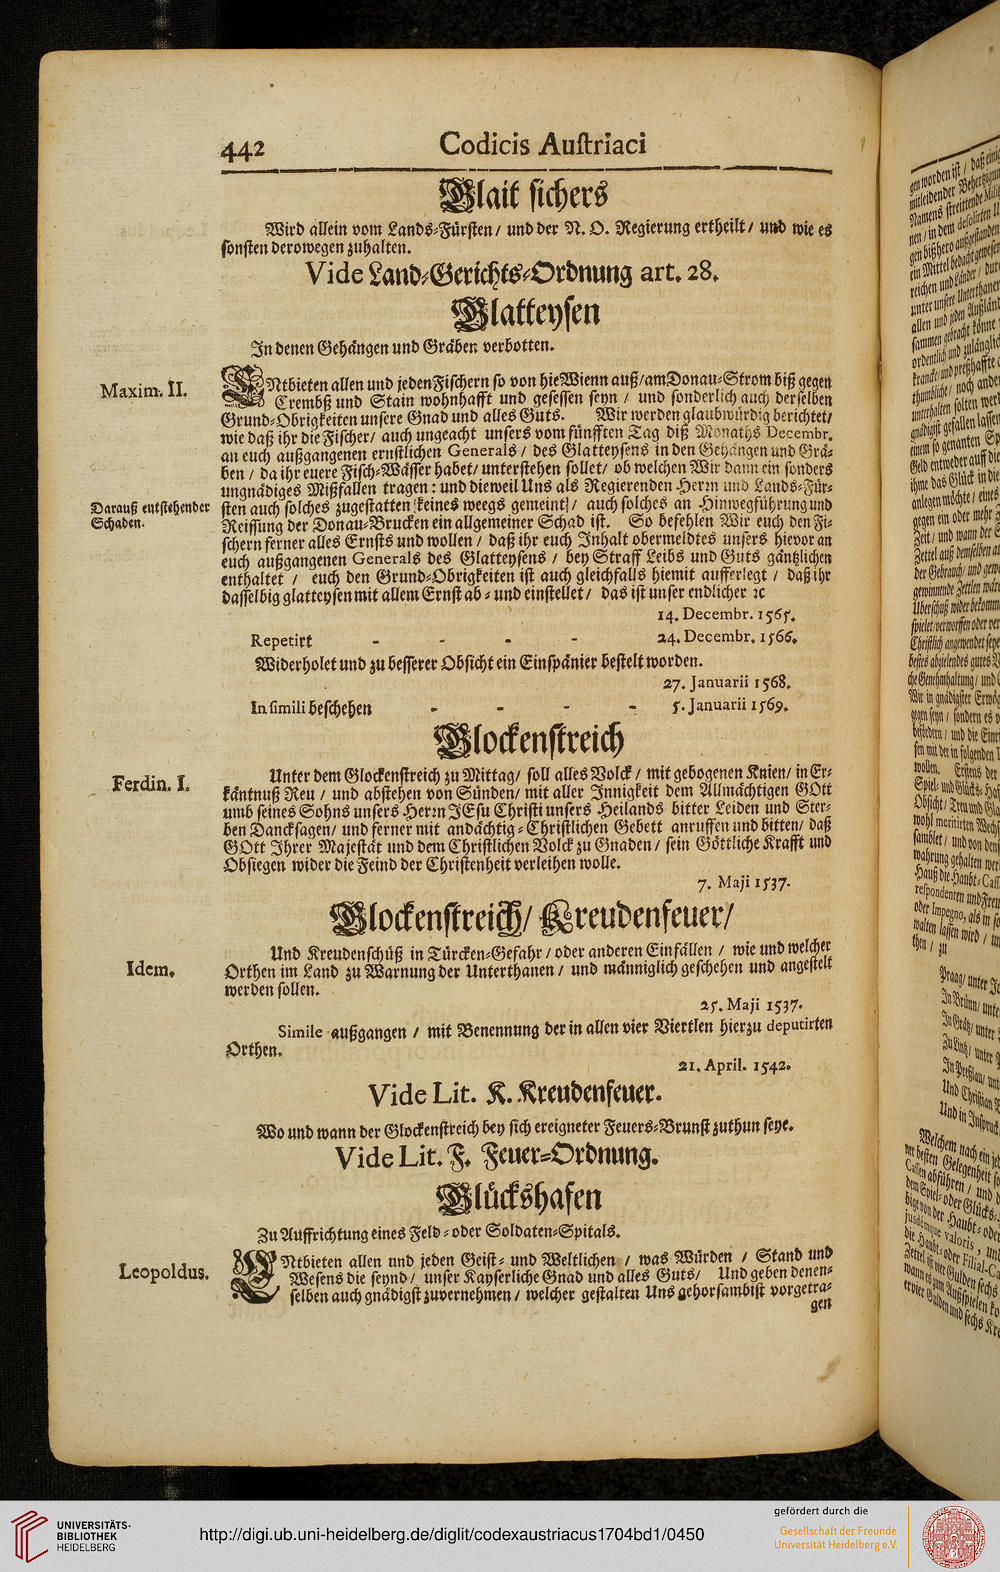 442
Codicis Auſtriaci
Glait ſichers
Wird allein vom Lands-Fürſten / und der N. O. Regierung ertheilt / und wie es
ſonſten derowegen zuhalten.
Vide Land-Gerichts-Ordnung art. 28.
Glatteyſen
In denen Gehängen und Gräben verbotten.
Maxim. II.
ENtbieten allen und jeden Fiſchern ſo von hie Wienn auß / am Donau-Strom biß gegen
Crembß und Stain wohnhafft und geſeſſen ſeyn / und ſonderlich auch derſelben
Grund-Obrigkeiten unſere Gnad und alles Guts. Wir werden glaubwürdig berichtet /
wie daß ihr die Fiſcher / auch ungeacht unſers vom fünfften Tag diß Monaths Decembr.
an euch außgangenen ernſtlichen Generals / des Glatteyſens in den Gehängen und Grä-
ben / da ihr euere Fiſch-Wäſſer habet / unterſtehen ſollet / ob welchen Wir dann ein ſonders
ungnädiges Mißfallen tragen: und dieweil Uns als Regierenden Herrn und Lands-Für-
Darauß entſtehender
Schaden.
ſten auch ſolches zugeſtatten keines weegs gemeint / auch ſolches an Hinwegführung und
Reiſſung der Donau-Brucken ein allgemeiner Schad iſt. So befehlen Wir euch den Fi-
ſchern ferner alles Ernſts und wollen / daß ihr euch Inhalt obermeldtes unſers hievor an
euch außgangenen Generals des Glatteyſens / bey Straff Leibs und Guts gäntzlichen
enthaltet / euch den Grund-Obrigkeiten iſt auch gleichfalls hiemit aufferlegt / daß ihr
daſſelbig glatteyſen mit allem Ernſt ab- und einſtellet / das iſt unſer endlicher ꝛc
14. Decembr. 1565.
Repetirt - - - - 24. Decembr. 1566.
Widerholet und zu beſſerer Obſicht ein Einſpänier beſtelt worden.
27. Januarii 1568.
In ſimili beſchehen - - - - 5. Januarii 1569.
Glockenſtreich
Ferdin. I.
Unter dem Glockenſtreich zu Mittag / ſoll alles Volck / mit gebogenen Knien / in Er-
käntnuß Reu / und abſtehen von Sünden / mit aller Innigkeit dem Allmächtigen GOtt
umb ſeines Sohns unſers Herrn JEſu Chriſti unſers Heilands bitter Leiden und Ster-
ben Danckſagen / und ferner mit andächtig-Chriſtlichen Gebett anruffen und bitten / daß
GOtt Ihrer Majeſtät und dem Chriſtlichen Volck zu Gnaden / ſein Göttliche Krafft und
Obſiegen wider die Feind der Chriſtenheit verleihen wolle.
7. Maji 1537.
Glockenſtreich / Kreudenfeuer /
Idem.
Und Kreudenſchüß in Türcken-Gefahr / oder anderen Einfällen / wie und welcher
Orthen im Land zu Warnung der Unterthanen / und männiglich geſchehen und angeſtelt
werden ſollen.
25. Maji 1537.
Simile außgangen / mit Benennung der in allen vier Viertlen hierzu deputirten
Orthen.
21. April. 1542.
Vide Lit. K. Kreudenfeuer.
Wo und wann der Glockenſtreich bey ſich ereigneter Feuers-Brunſt zuthun ſeye.
Vide Lit. F. Feuer-Ordnung.
Glückshafen
Zu Auffrichtung eines Feld- oder Soldaten-Spitals.
Leopoldus.
ENtbieten allen und jeden Geiſt- und Weltlichen / was Würden / Stand und
Weſens die ſeynd / unſer Kayſerliche Gnad und alles Guts / Und geben denen-
ſelben auch gnädigſt zuvernehmen / welcher geſtalten Uns gehorſambiſt vorgetra-
gen
UNIVERSITÄTS-
BIBLIOTHEK
HEIDELBERG
http://digi.ub.uni-heidelberg.de/diglit/codexaustriacus1704bd1/0450
gefördert durch die
Gesellschaft der Freunde
Universität Heidelberg e.V.